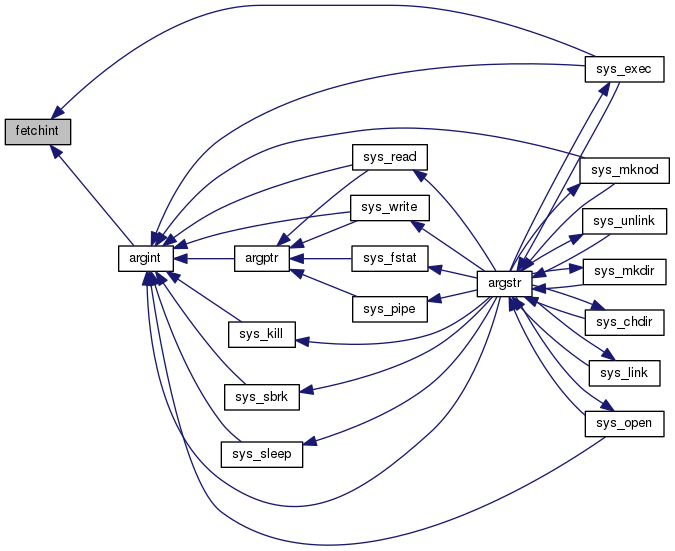 fetchint
argint
argptr
sys_read
sys_write
sys_fstat
sys_pipe
sys_kill
sys_sbrk
sys_sleep
argstr
sys_exec
sys_mknod
sys_unlink
sys_mkdir
sys_chdir
sys_link
sys_open